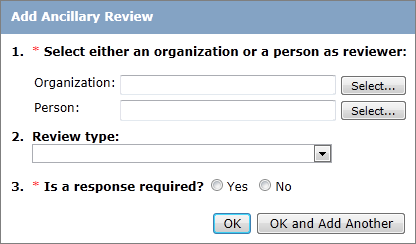 Add Ancillary Review
1. * Select either an organization or a person as reviewer:
Organization: Select...
Person: Select...
2. Review type:
3. * Is a response required? Yes No
OK OK and Add Another